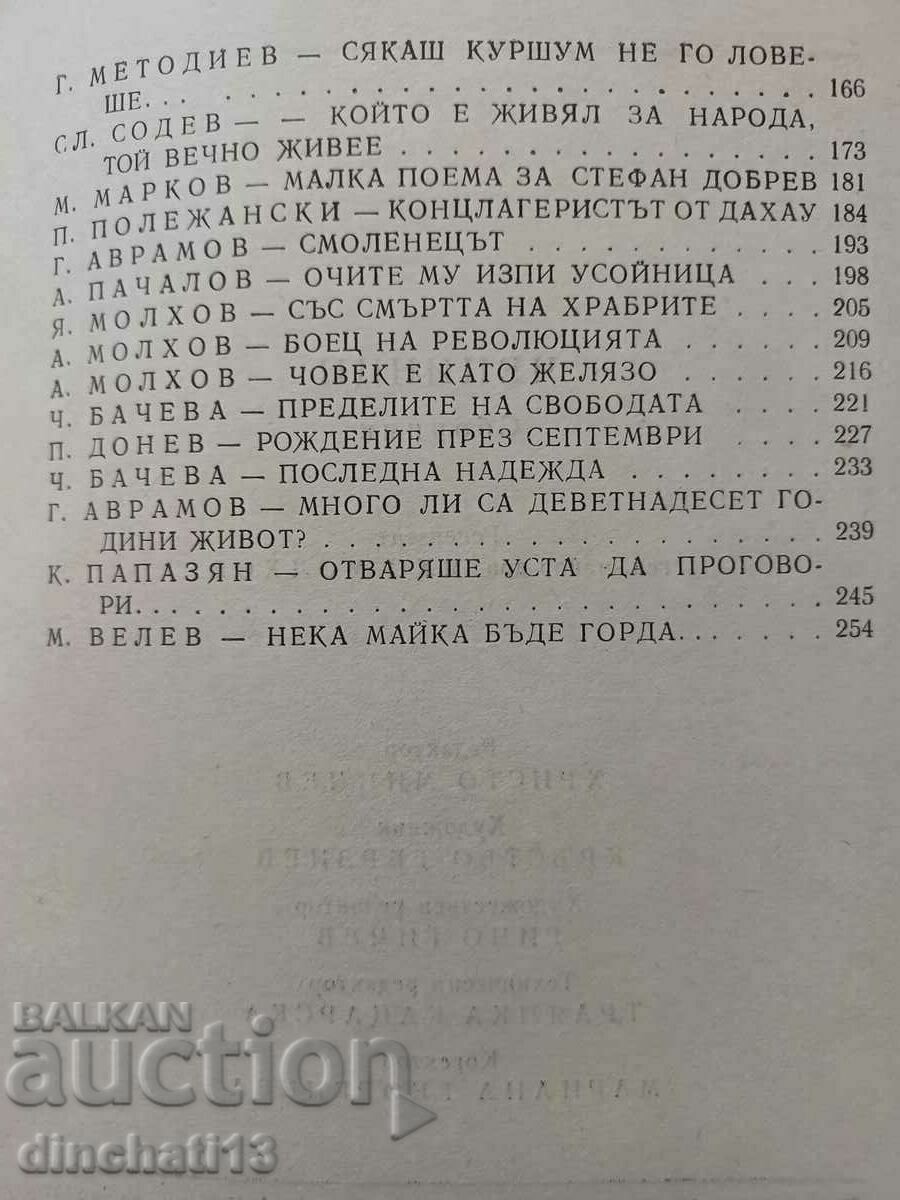 Г. МЕТОДИЕВ — СЯКАШ КУРШУМ НЕ ГО ЛОВЕ-
ШЕ. . . . . . . . . . . . . . . . . . 166
СЛ. СОДЕВ — — КОЙТО Е ЖИВЯЛ ЗА НАРОДА,
ТОЙ ВЕЧНО ЖИВЕЕ . . . . . . . . . . . . . 173
М. МАРКОВ — МАЛКА ПОЕМА ЗА СТЕФАН ДОБРЕВ 181
П. ПОЛЕЖАНСКИ — КОНЦЛАГЕРИСТЪТ ОТ ДАХАУ 184
Г. АВРАМОВ — СМОЛЕНЕЦЪТ . . . . . . . . . 193
А. ПАЧАЛОВ — ОЧИТЕ МУ ИЗПИ УСОЙНИЦА . . . 198
Я. МОЛХОВ — СЪС СМЪРТТА НА ХРАБРИТЕ . . . 205
А. МОЛХОВ — БОЕЦ НА РЕВОЛЮЦИЯТА . . . . . 209
А. МОЛХОВ — ЧОВЕК Е КАТО ЖЕЛЯЗО . . . . . 216
Ч. БАЧЕВА — ПРЕДЕЛИТЕ НА СВОБОДАТА . . . . 221
П. ДОНЕВ — РОЖДЕНИЕ ПРЕЗ СЕПТЕМВРИ . . . . 227
Ч. БАЧЕВА — ПОСЛЕДНА НАДЕЖДА . . . . . . . 233
Г. АВРАМОВ — МНОГО ЛИ СА ДЕВЕТНАДЕСЕТ ГО-
ДИНИ ЖИВОТ? . . . . . . . . . . . . . . . 239
К. ПАПАЗЯН — ОТВАРЯШЕ УСТА ДА ПРОГОВО-
РИ. . . . . . . . . . . . . . . . . . . . 245
М. ВЕЛЕВ — НЕКА МАЙКА БЪДЕ ГОРДА. . . . . 254
BALKAN
auction
dinchati13